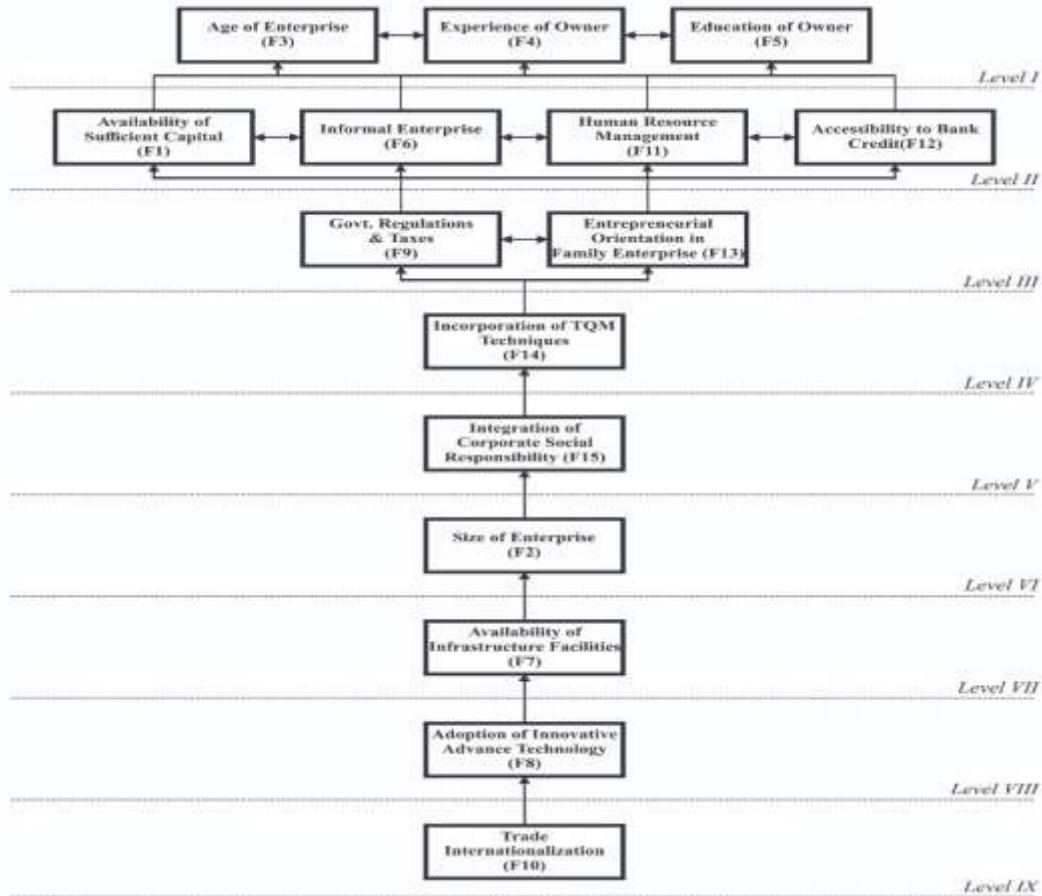 Age of Enterprise
(F3)
Experience of Owner
(F4)
Education of Owner
(F5)
Level I
Availability of
Sufficient Capital
(F1)
Informal Enterprise
(F6)
Human Resource
Management
(F11)
Accessibility to Bank
Credit(F12)
Level II
Govt. Regulations
& Taxes
(F9)
Entrepreneurial
Orientation in
Family Enterprise (F13)
Level III
Incorporation of TQM
Techniques
(F14)
Level IV
Integration of
Corporate Social
Responsibility (F15)
Level V
Size of Enterprise
(F2)
Level VI
Availability of
Infrastructure Facilities
(F7)
Level VII
Adoption of Innovative
Advance Technology
(F8)
Level VIII
Trade
Internationalization
(F10)
Level IX